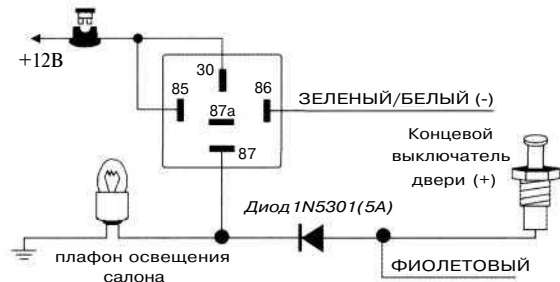 +12В
30
85
86
87а
87
ЗЕЛЕНЫЙ/БЕЛЫЙ (-)
Концевой
выключатель
двери (+)
Диод 1N5301(5А)
плафон освещения
салона
ФИОЛЕТОВЫЙ